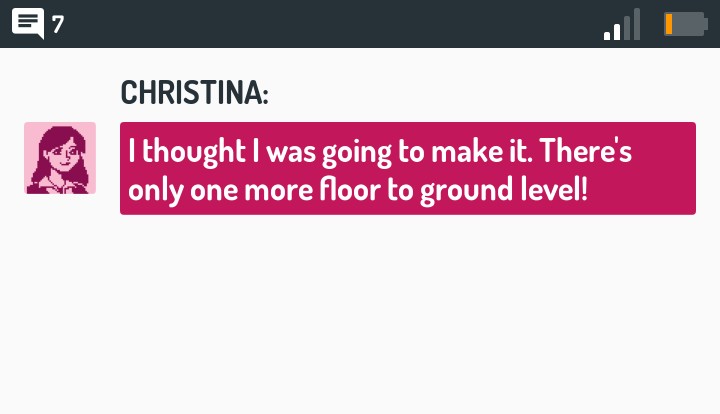 7
CHRISTINA:
I thought I was going to make it. There's
only one more floor to ground level!